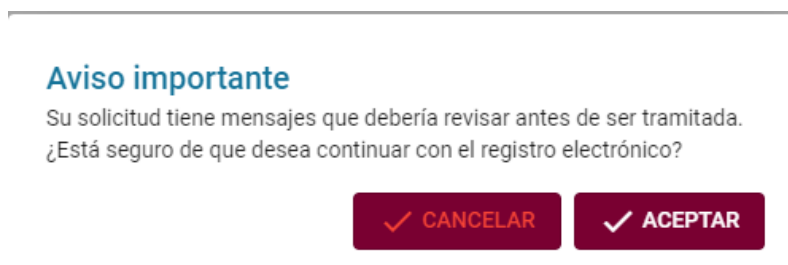 Aviso importante
Su solicitud tiene mensajes que debería revisar antes de ser tramitada.
¿Está seguro de que desea continuar con el registro electrónico?
CANCELAR ACEPTAR